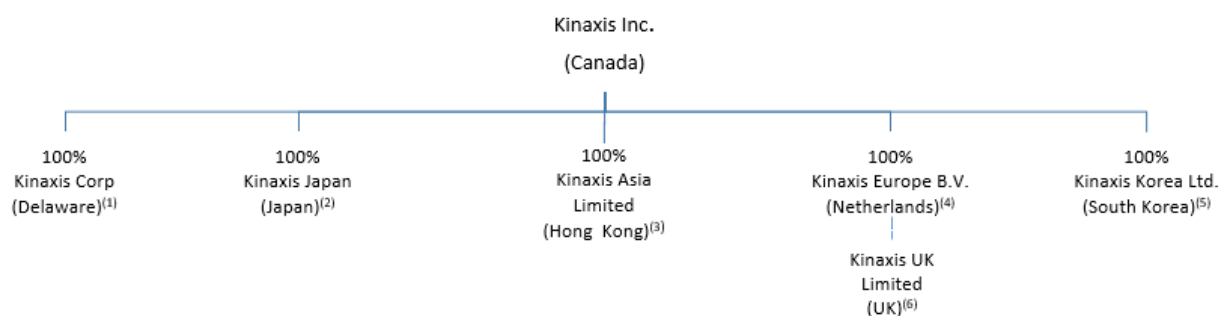 Kinaxis Inc.
(Canada)
100%
Kinaxis Corp
(Delaware)(1)
100%
Kinaxis Japan
(Japan)(2)
100%
Kinaxis Asia
Limited
(Hong Kong)(3)
100%
Kinaxis Europe B.V.
(Netherlands)(4)
100%
Kinaxis Korea Ltd.
(South Korea)(5)
Kinaxis UK
Limited
(UK)(6)